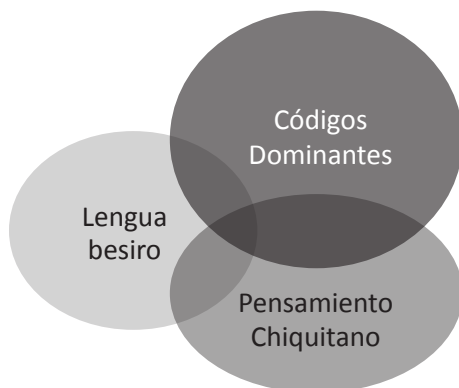 Códigos
Dominantes
Lengua
besiro
Pensamiento
Chiquitano